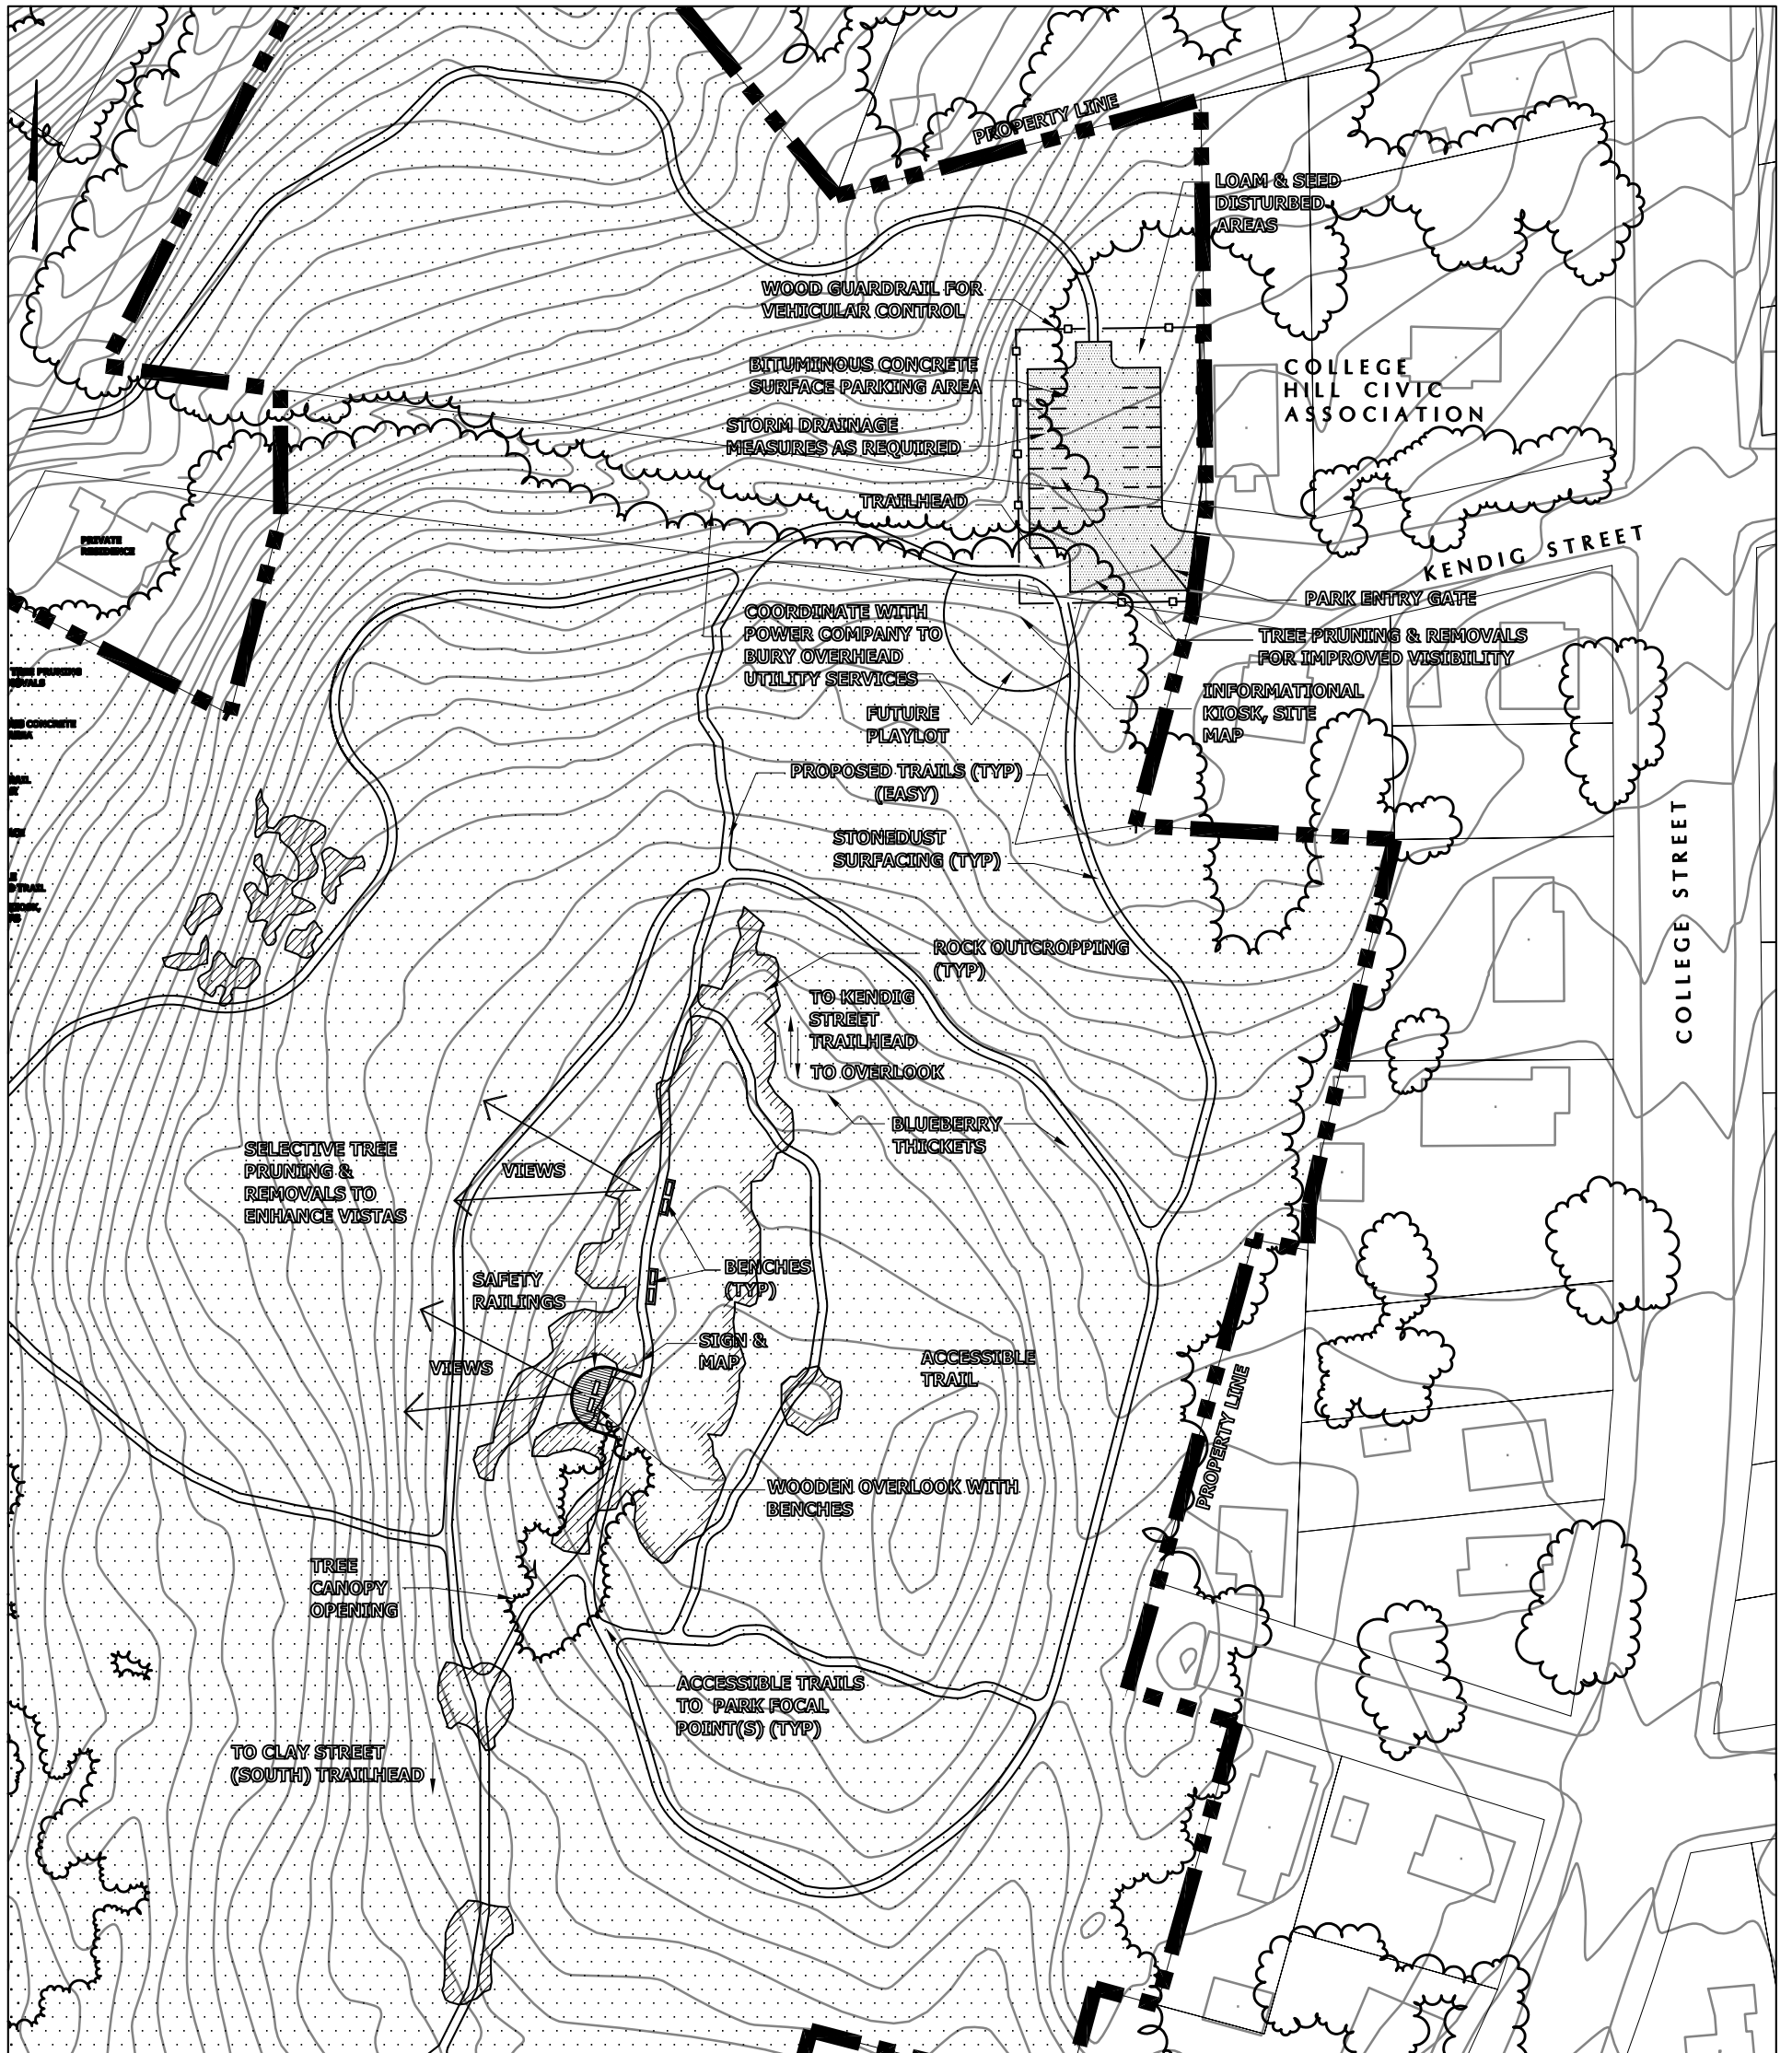 PROPERTY LINE
LOAM & SEED
DISTURBED
AREAS
WOOD GUARDRAIL FOR
VEHICULAR CONTROL
BITUMINOUS CONCRETE
SURFACE PARKING AREA
COLLEGE
HILL CIVIC
ASSOCIATION
STORM DRAINAGE
MEASURES AS REQUIRED
TRAILHEAD
KENDIG STREET
PRIVATE
RESIDENCE
PARK ENTRY GATE
COORDINATE WITH
POWER COMPANY TO
BURY OVERHEAD
UTILITY SERVICES
TREE PRUNING & REMOVALS
FOR IMPROVED VISIBILITY
TREE PRUNING
INFORMATIONAL
KIOSK, SITE
MAP
FUTURE
PLAYLOT
CONCRETE
PROPOSED TRAILS (TYP)
(EASY)
STONEDUST
SURFACING (TYP)
TRAIL
COLLEGE STREET
ROCK OUTCROPPING
(TYP)
TO KENDIG
STREET
TRAILHEAD
TO OVERLOOK
BLUEBERRY
THICKETS
SELECTIVE TREE
PRUNING &
REMOVALS TO
ENHANCE VISTAS
VIEWS
BENCHES
(TYP)
SAFETY
RAILINGS
SIGN &
MAP
VIEWS
ACCESSIBLE
TRAIL
PROPERTY LINE
WOODEN OVERLOOK WITH
BENCHES
TREE
CANOPY
OPENING
ACCESSIBLE TRAILS
TO PARK FOCAL
POINT(S) (TYP)
TO CLAY STREET
(SOUTH) TRAILHEAD